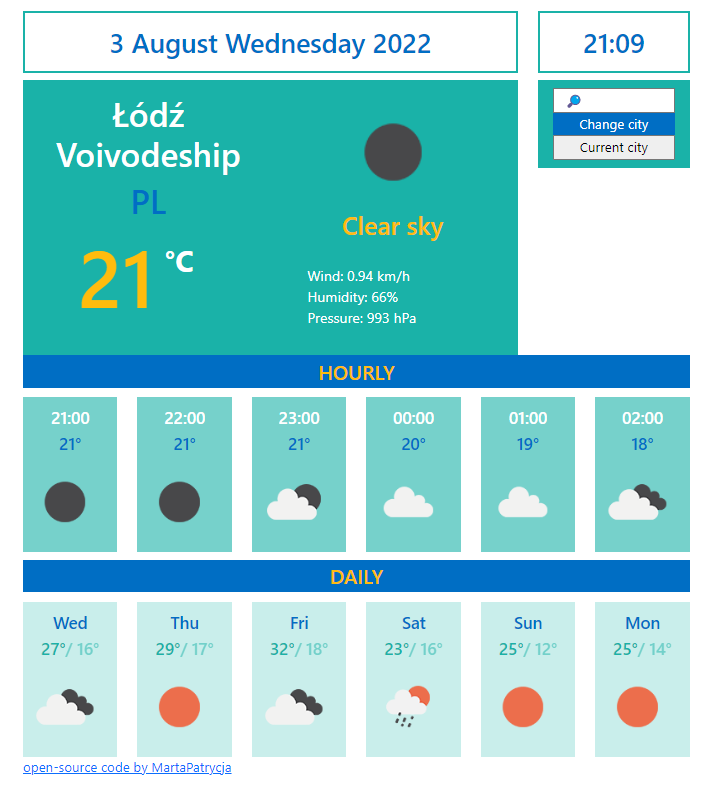 3 August Wednesday 2022
21:09
Łódź
Voivodeship
PL
21 °C
Clear sky
Wind: 0.94 km/h
Humidity: 66%
Pressure: 993 hPa
Change city
Current city
HOURLY
21:00 22:00 23:00 00:00 01:00 02:00
21° 21° 21° 20° 19° 18°
DAILY
Wed Thu Fri Sat Sun Mon
27°/ 16° 29°/ 17° 32°/ 18° 23°/ 16° 25°/ 12° 25°/ 14°
open-source code by MartaPatrycja